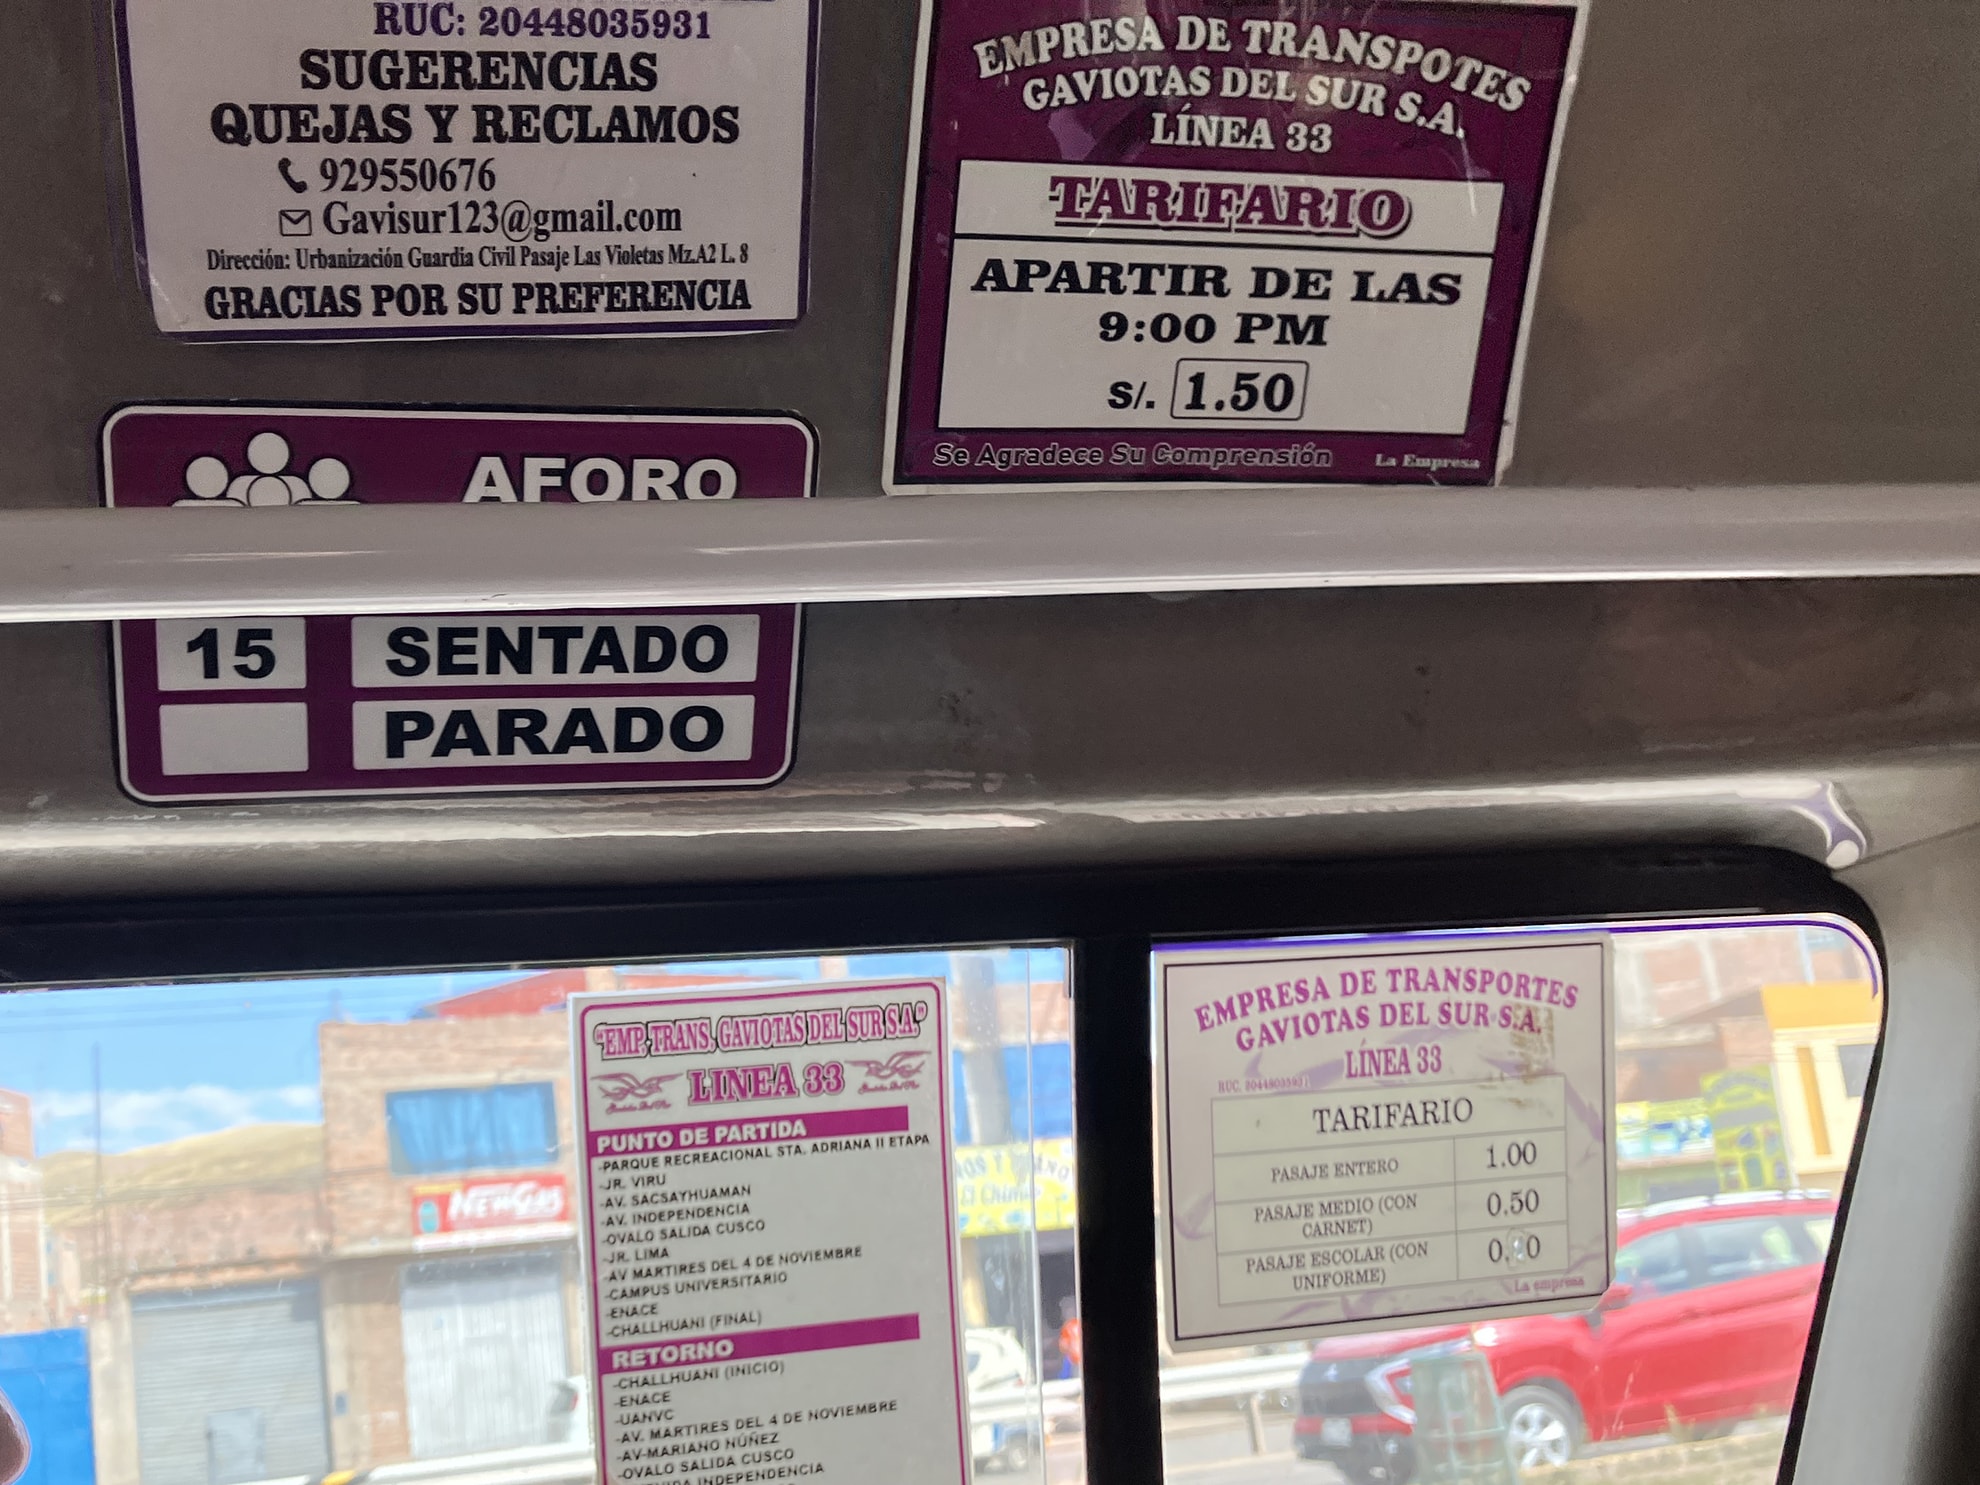 RUC: 20448035931
SUGERENCIAS
QUEJAS Y RECLAMOS
929550676
Gavisur123@gmail.com
Dirección: Urbanización Guardia Civil Pasaje Las Violetas Mz.A2 L. 8
GRACIAS POR SU PREFERENCIA
EMPRESA DE TRANSPOTES
GAVIOTAS DEL SUR S.A.
LÍNEA 33
TARIFARIO
APARTIR DE LAS
9:00 PM
S/. 1.50
Se Agradece Su Comprensión La Empresa
AFORO
15 SENTADO
PARADO
"EMP. TRANS. GAVIOTAS DEL SUR S.A."
LINEA 33
PUNTO DE PARTIDA
-PARQUE RECREACIONAL STA. ADRIANA II ETAPA
-JR. VIRU
-AV. SACSAYHUAMAN
-AV. INDEPENDENCIA
-OVALO SALIDA CUSCO
-JR. LIMA
-AV MARTIRES DEL 4 DE NOVIEMBRE
-CAMPUS UNIVERSITARIO
-ENACE
-CHALLHUANI (FINAL)
RETORNO
-CHALLHUANI (INICIO)
-ENACE
-UANVC
-AV. MARTIRES DEL 4 DE NOVIEMBRE
-AV-MARIANO NÚÑEZ
-OVALO SALIDA CUSCO
INDEPENDENCIA
EMPRESA DE TRANSPORTES
GAVIOTAS DEL SUR S.A.
LÍNEA 33
RUC. 20448035931
TARIFARIO
PASAJE ENTERO 1.00
PASAJE MEDIO (CON
CARNET) 0.50
PASAJE ESCOLAR (CON
UNIFORME)
La empresa
NEWGAS
El